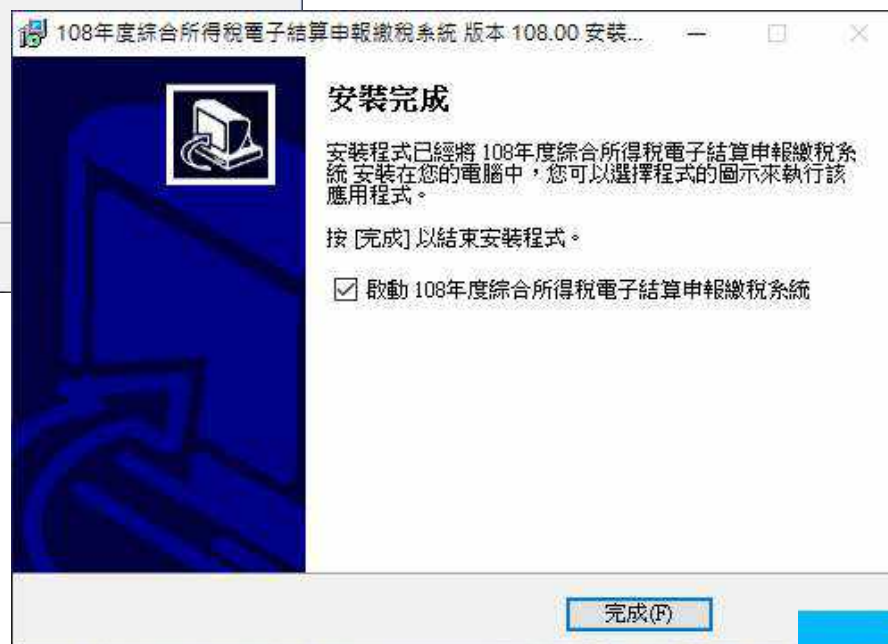 108年度綜合所得稅電子結算申報繳稅系統 版本 108.00 安裝...
安裝完成
安裝程式已經將 108年度綜合所得稅電子結算申報繳稅系
統 安裝在您的電腦中，您可以選擇程式的圖示來執行該
應用程式。
按 [完成] 以結束安裝程式。
啟動 108年度綜合所得稅電子結算申報繳稅系統
完成(F)